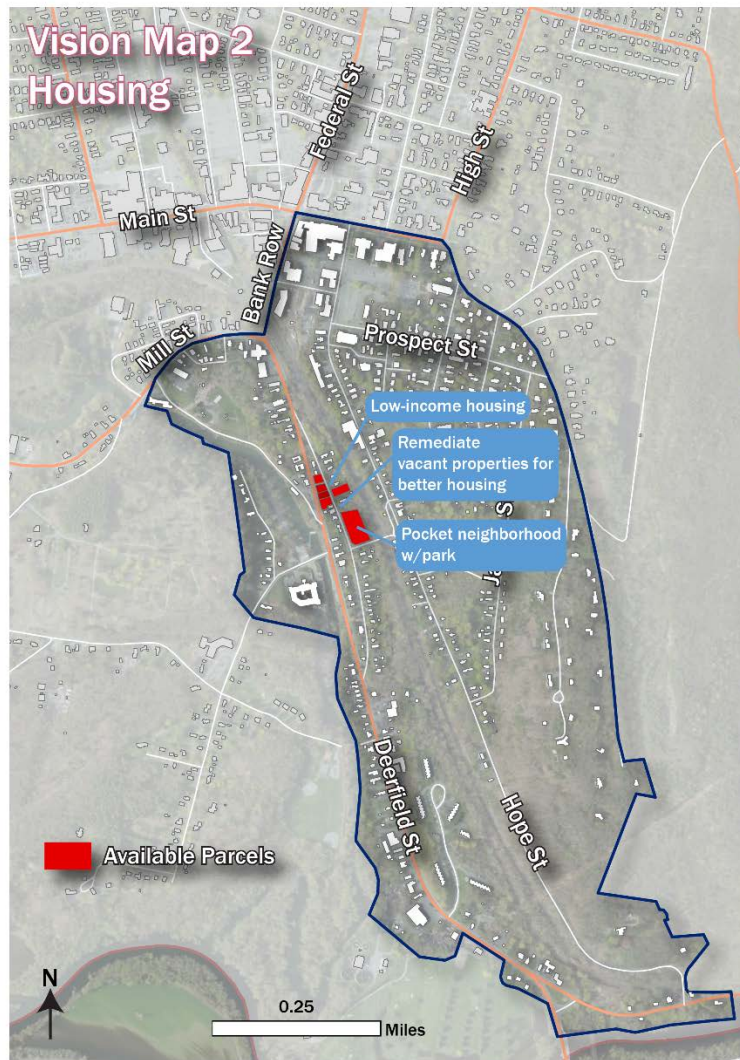 Vision Map 2
Housing
Federal St
High St
Main St
Bank Row
Mill St
Prospect St
Low-income housing
Remediate
vacant properties for
better housing
Pocket neighborhood
w/park
Deerfield St
Hope St
Available Parcels
N
0.25
Miles